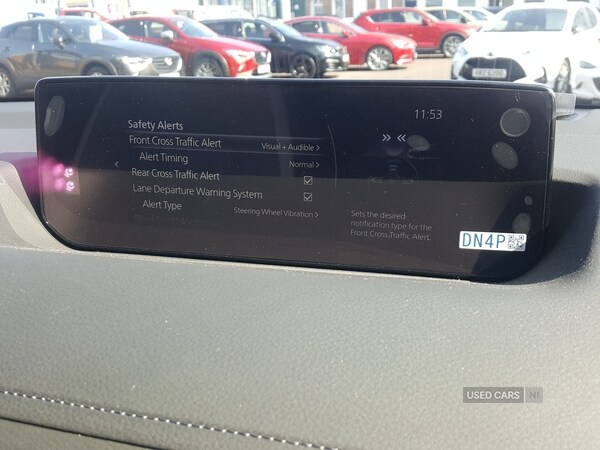 11:53
Safety Alerts
Front Cross Traffic Alert Visual + Audible
Alert Timing Normal
Rear Cross Traffic Alert
Lane Departure Warning System
Alert Type Steering Wheel Vibration
Sets the desired
notification type for the
Front Cross Traffic Alert.
DN4P
USED CARS NI